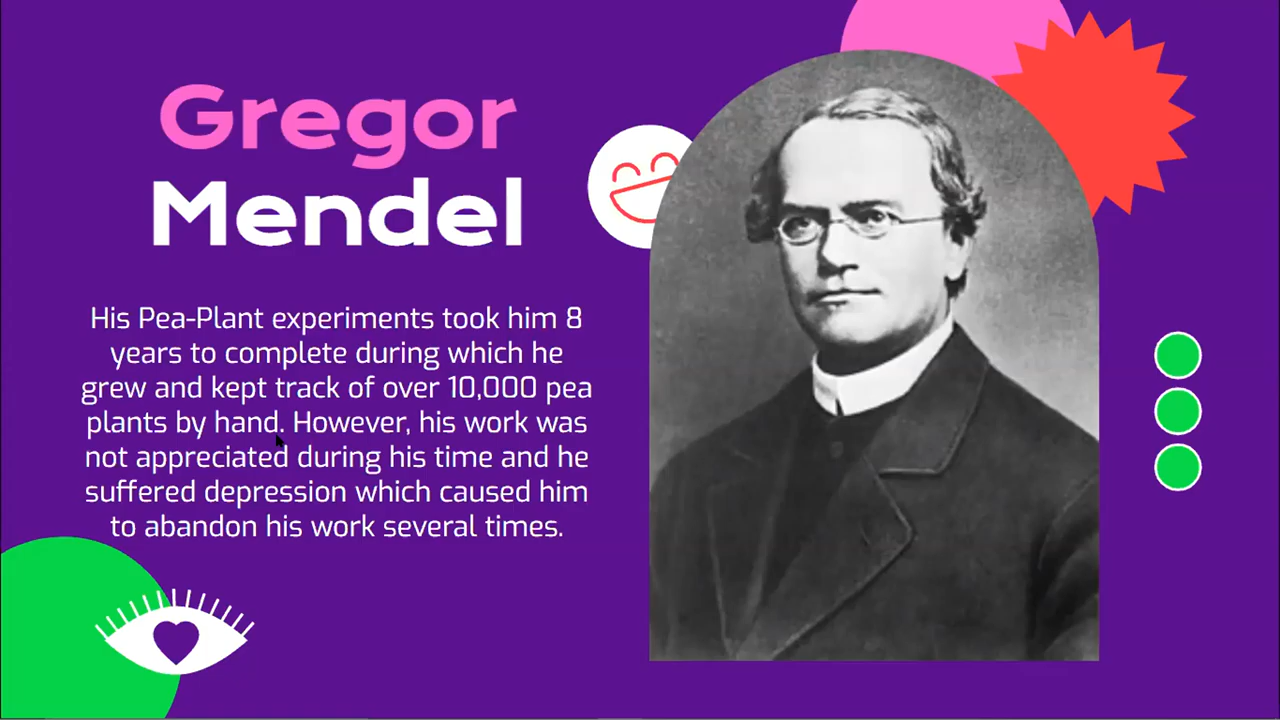 Gregor
Mendel
His Pea-Plant experiments took him 8
years to complete during which he
grew and kept track of over 10,000 pea
plants by hand. However, his work was
not appreciated during his time and he
suffered depression which caused him
to abandon his work several times.